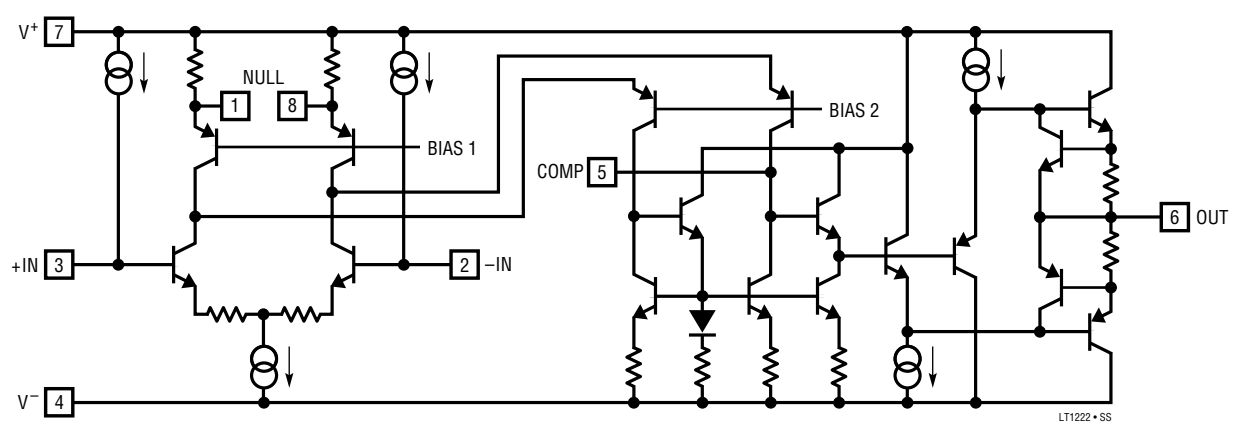 V+ 7
NULL
1 8
BIAS 1
BIAS 2
COMP 5
+IN 3
2 –IN
6 OUT
V– 4
LT1222 • SS